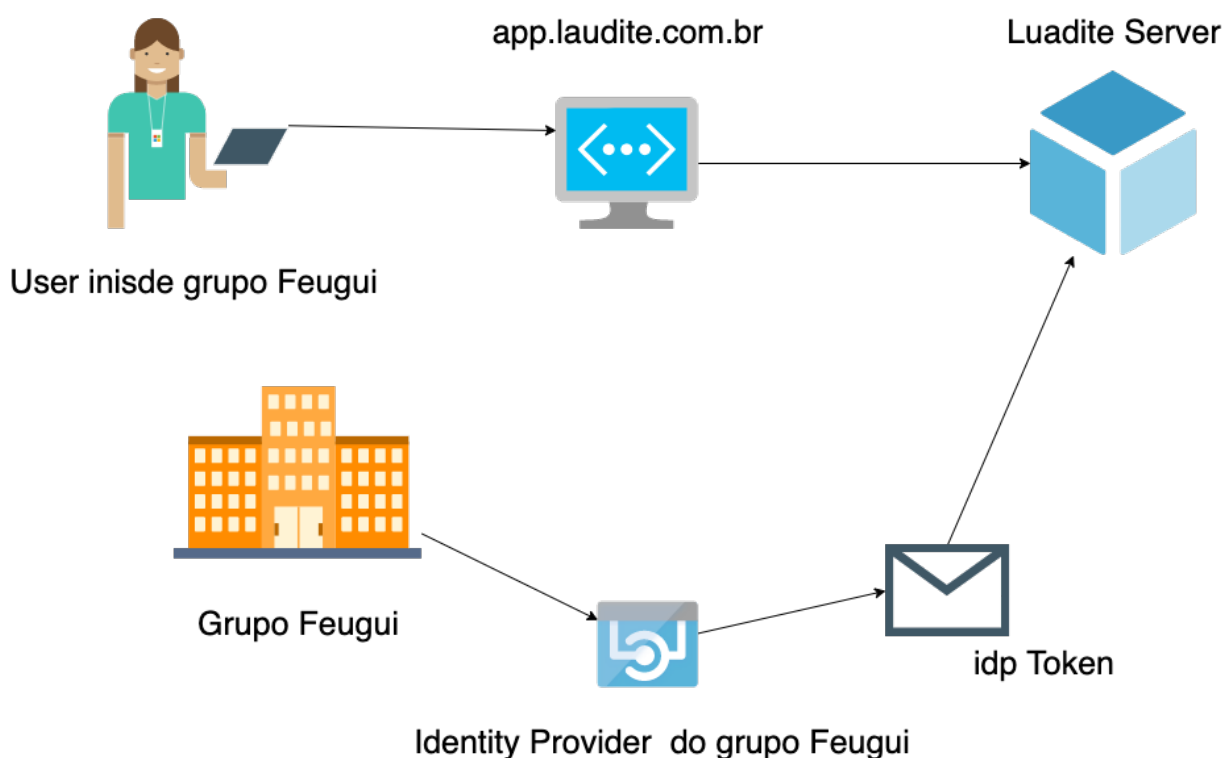 app.laudite.com.br
Luadite Server
User inisde grupo Feugui
Grupo Feugui
idp Token
Identity Provider do grupo Feugui